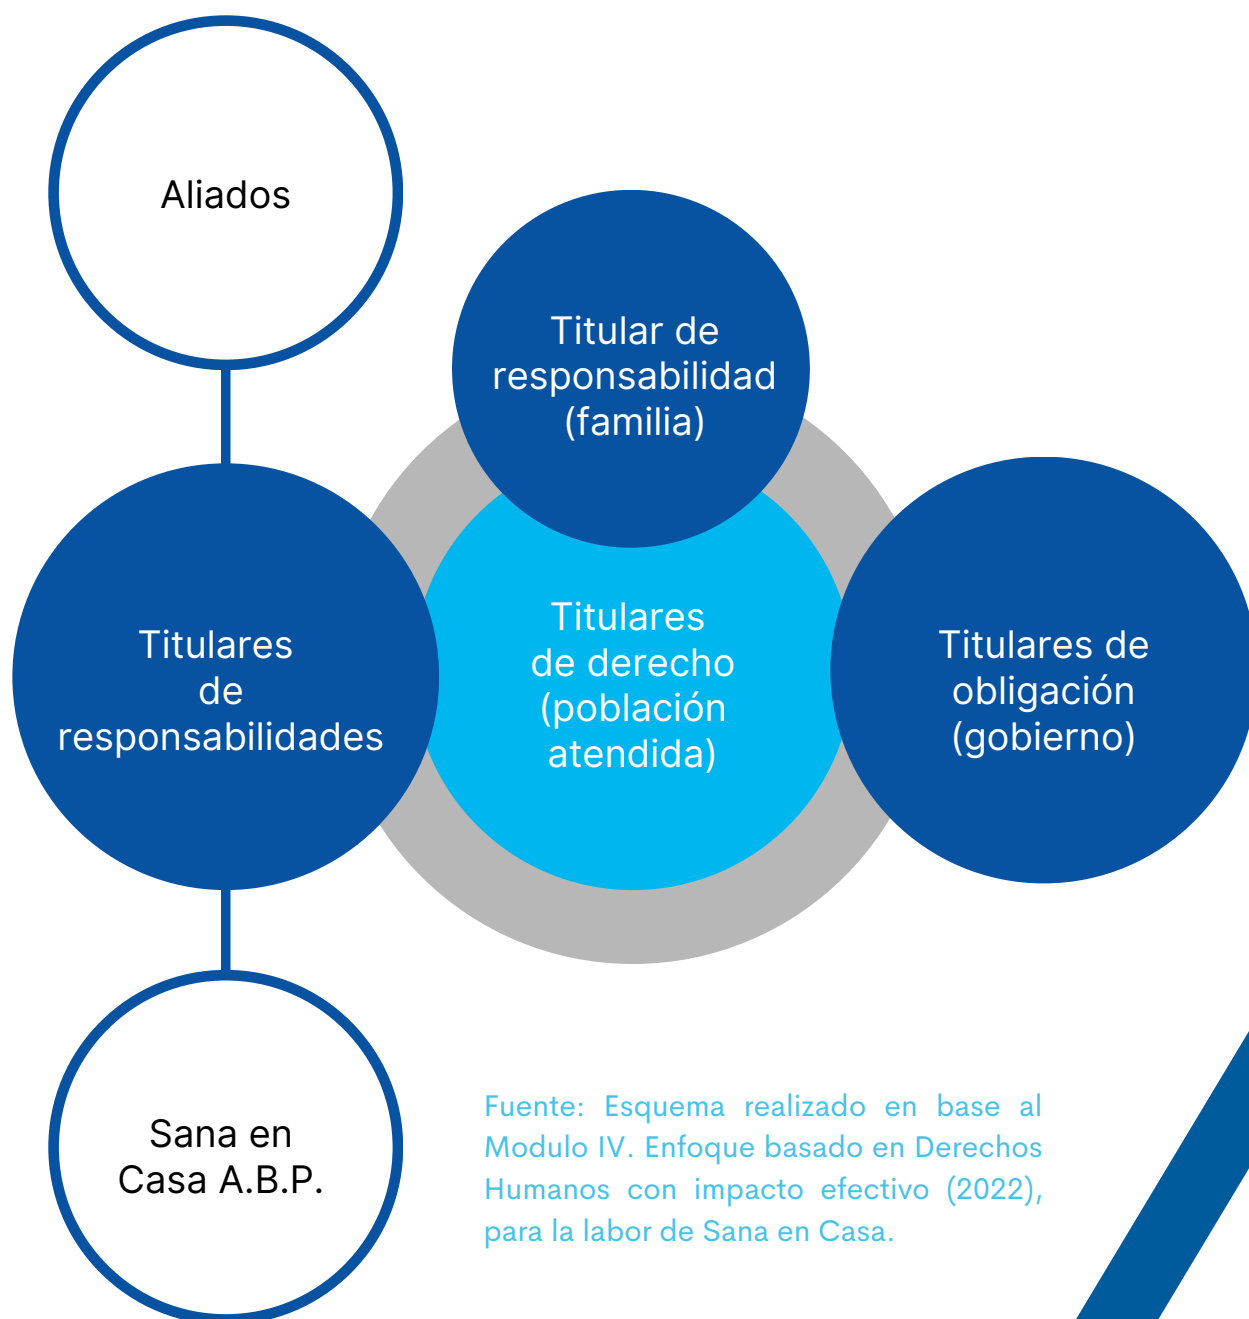 Aliados
Titular de
responsabilidad
(familia)
Titulares
de
responsabilidades
Titulares
de derecho
(población
atendida)
Titulares de
obligación
(gobierno)
Sana en
Casa A.B.P.
Fuente: Esquema realizado en base al
Modulo IV. Enfoque basado en Derechos
Humanos con impacto efectivo (2022),
para la labor de Sana en Casa.